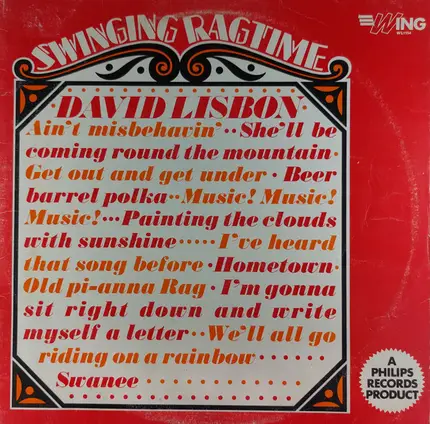 SWINGING RAGTIME
WING
WL1154
·DAVID LISBON·
Ain't misbehavin'··She'll be
coming round the mountain·
Get out and get under·Beer
barrel polka··Music! Music!
Music!···Painting the clouds
with sunshine·····I've heard
that song before·Hometown·
Old pi-anna Rag·I'm gonna
sit right down and write
myself a letter··We'll all go
riding on a rainbow·····
Swanee··········
A
PHILIPS
RECORDS
PRODUCT